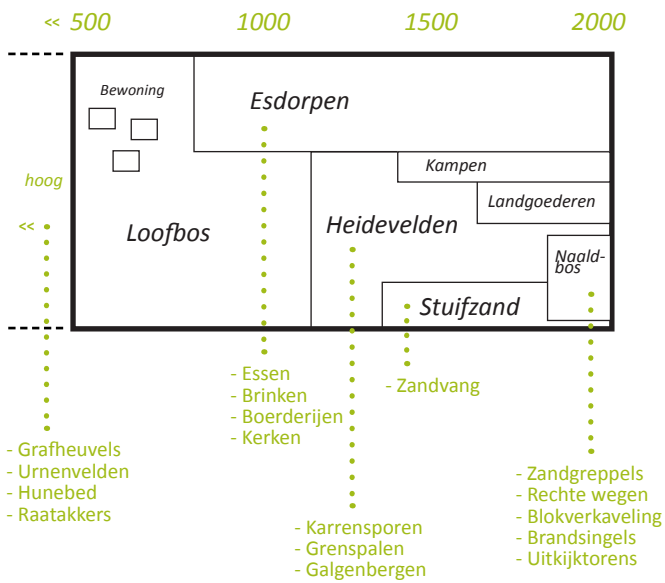 << 500 1000 1500 2000
Bewoning
Esdorpen
Kampen
hoog
Landgoederen
<<
Loofbos
Heidevelden
Naald-
bos
Stuifzand
- Essen
- Brinken
- Boerderijen
- Kerken
- Zandvang
- Grafheuvels
- Urnenvelden
- Hunebed
- Raatakkers
- Karrensporen
- Grenspalen
- Galgenbergen
- Zandgreppels
- Rechte wegen
- Blokverkaveling
- Brandsingels
- Uitkijktorens